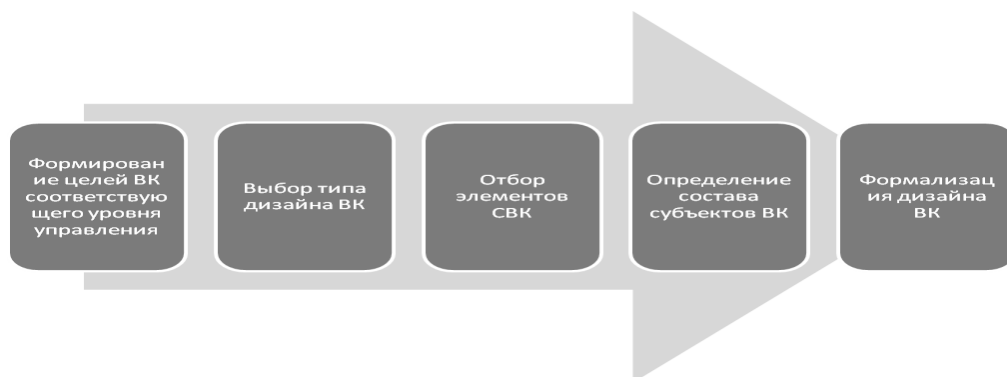 Формирован
ие целей ВК
соответствую
щего уровня
управления
Выбор типа
дизайна ВК
Отбор
элементов
СВК
Определение
состава
субъектов ВК
Формализац
ия дизайна
ВК